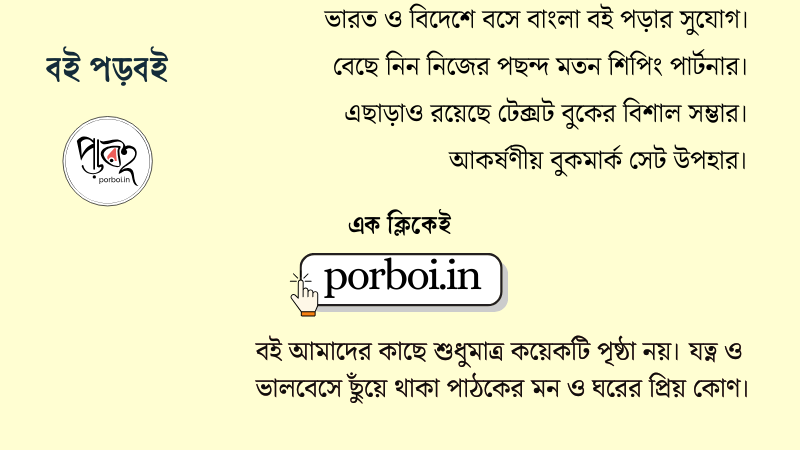 ভারত ও বিদেশে বসে বাংলা বই পড়ার সুযোগ।
বেছে নিন নিজের পছন্দ মতন শিপিং পার্টনার।
এছাড়াও রয়েছে টেক্সট বুকের বিশাল সম্ভার।
আকর্ষণীয় বুকমার্ক সেট উপহার।
বই পড়বই
পড়বই
porboi.in
এক ক্লিকেই
porboi.in
বই আমাদের কাছে শুধুমাত্র কয়েকটি পৃষ্ঠা নয়। যত্ন ও
ভালবেসে ছুঁয়ে থাকা পাঠকের মন ও ঘরের প্রিয় কোণ।